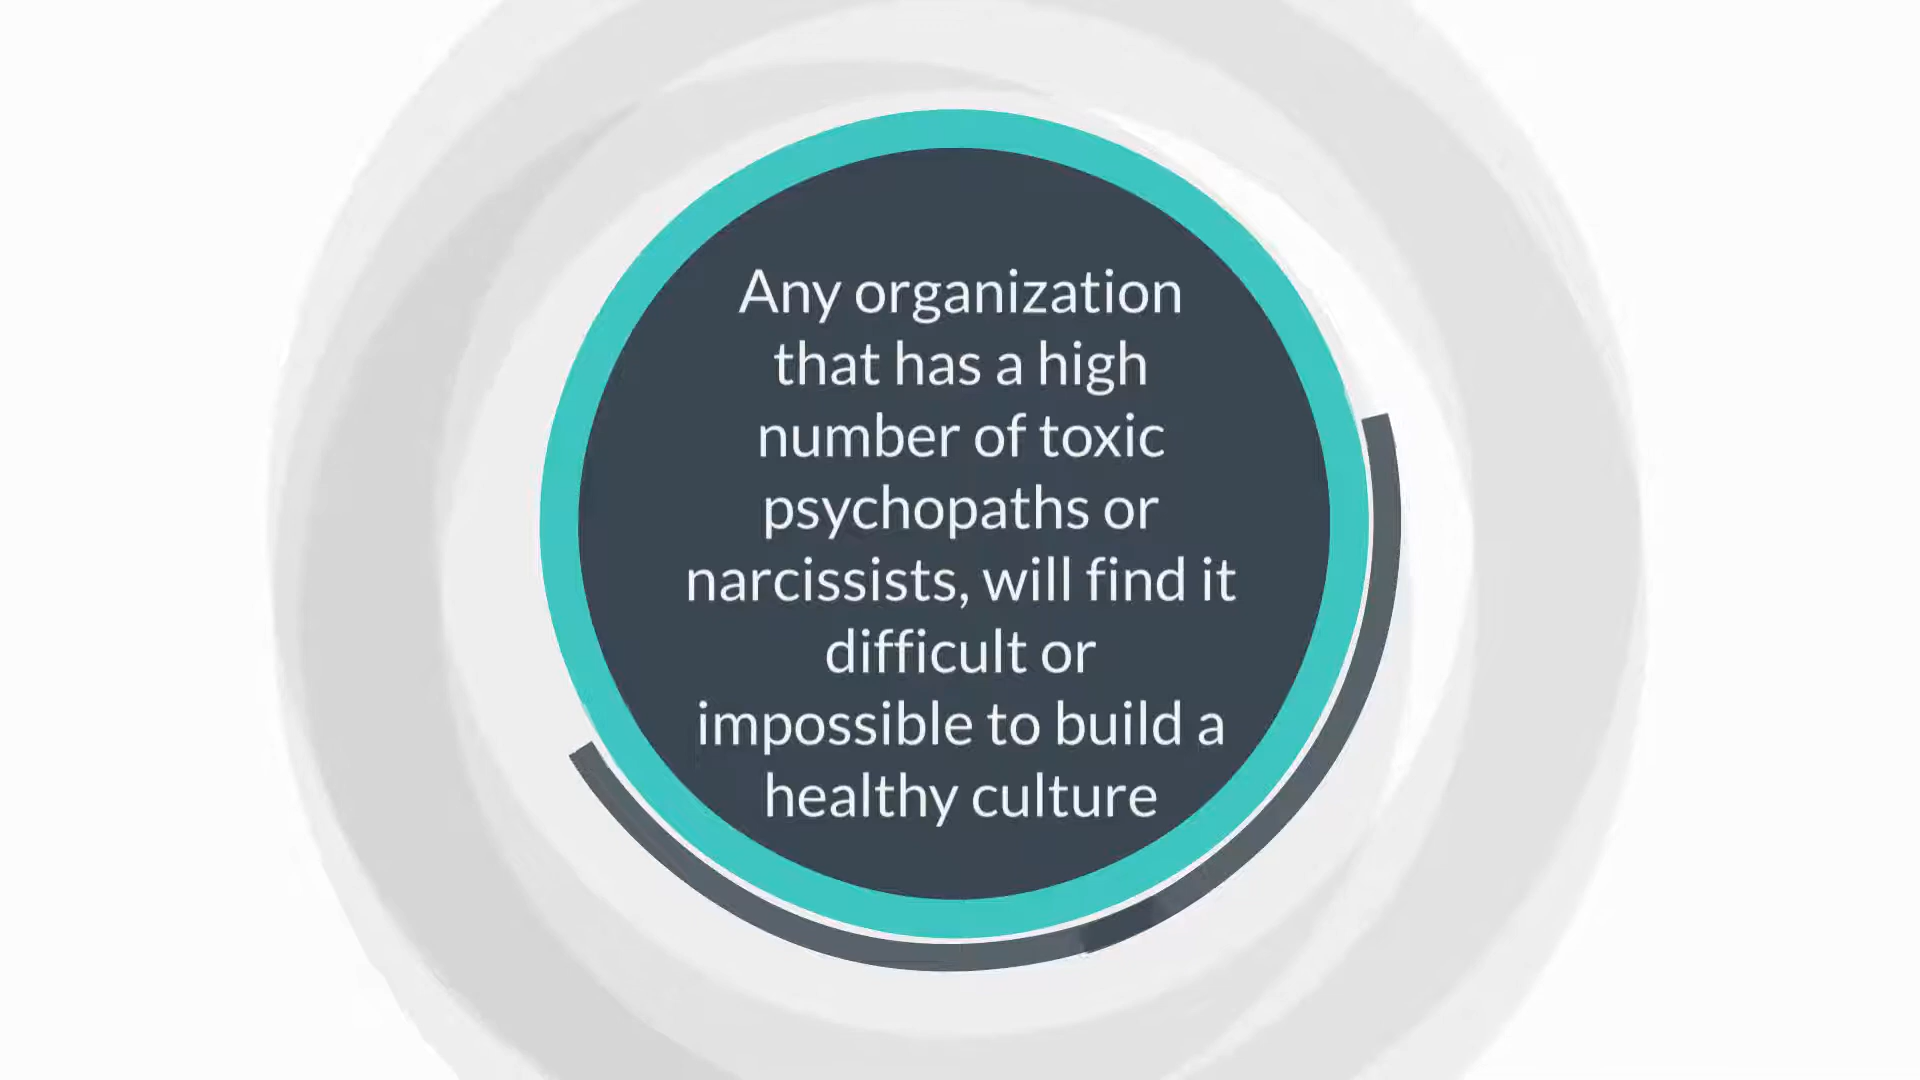 Any organization
that has a high
number of toxic
psychopaths or
narcissists, will find it
difficult or
impossible to build a
healthy culture